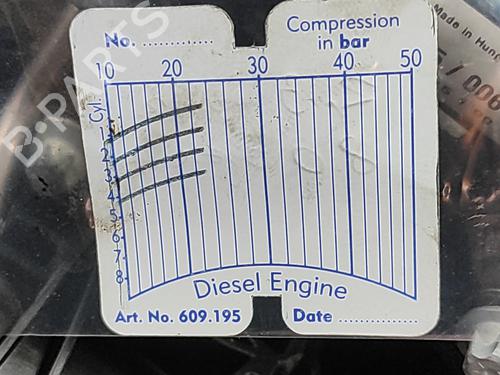 No. ............
Compression
in bar
10 20 30 40 50
Cyl.
1
2
3
4
5
6
7
8
Diesel Engine
Art. No. 609.195
Date ...............
Made in Hun
/ 006
B-PARTS